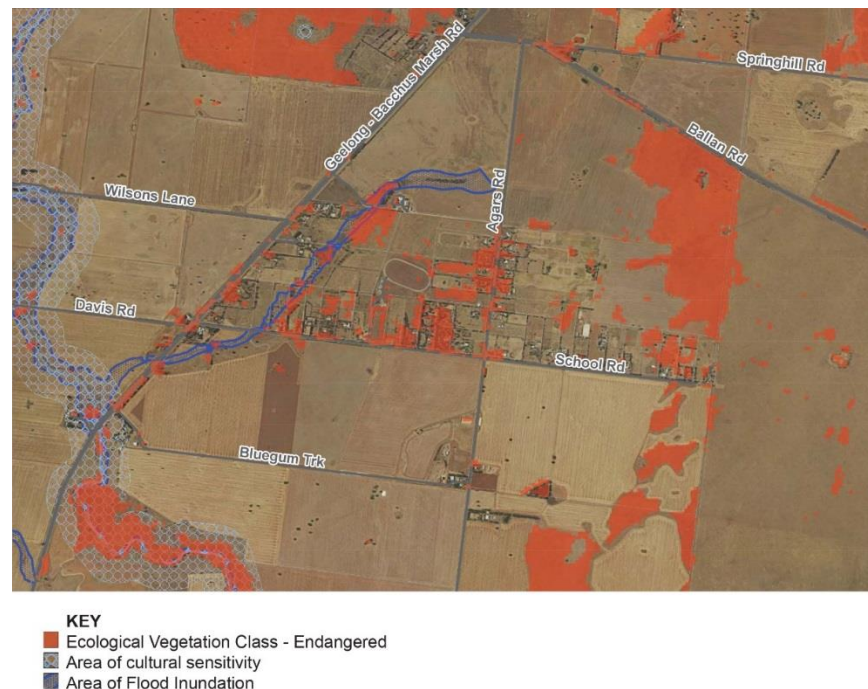 Springhill Rd
Geelong - Bacchus Marsh Rd
Ballan Rd
Wilsons Lane
Agars Rd
Davis Rd
School Rd
Bluegum Trk
KEY
Ecological Vegetation Class - Endangered
Area of cultural sensitivity
Area of Flood Inundation